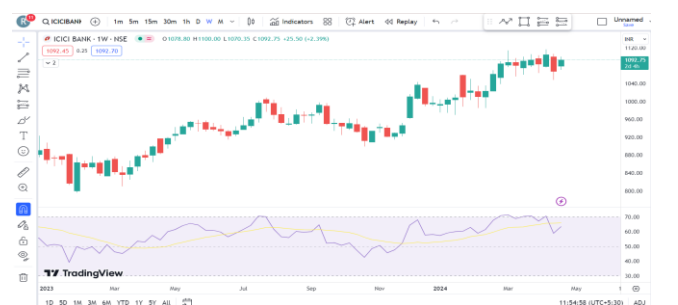 R
ICICIBANK
1m 5m 15m 30m 1h D W M
Indicators
Alert
Replay
Unnamed
Save
ICICI BANK · 1W · NSE
O1078.80 H1100.00 L1070.35 C1092.75 +25.50 (+2.39%)
1092.45 0.25 1092.70
2
INR
1120.00
1092.75
2d 4h
1040.00
1000.00
960.00
920.00
880.00
840.00
800.00
70.00
60.00
50.00
40.00
30.00
TradingView
2023 Mar May Jul Sep Nov 2024 Mar May
1D 5D 1M 3M 6M YTD 1Y 5Y All
11:54:58 (UTC+5:30) ADJ